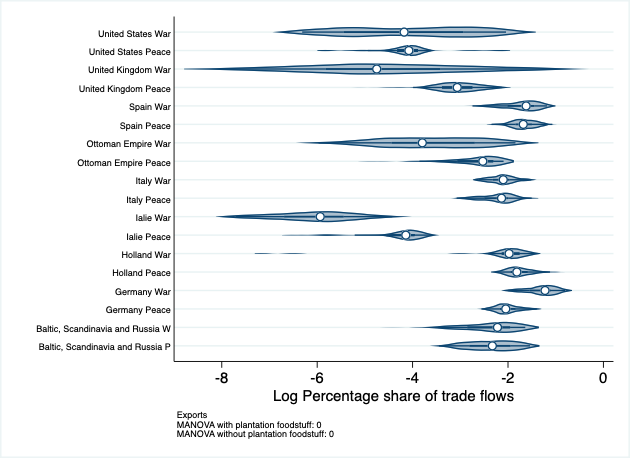 United States War
United States Peace
United Kingdom War
United Kingdom Peace
Spain War
Spain Peace
Ottoman Empire War
Ottoman Empire Peace
Italy War
Italy Peace
Ialie War
Ialie Peace
Holland War
Holland Peace
Germany War
Germany Peace
Baltic, Scandinavia and Russia W
Baltic, Scandinavia and Russia P
-8 -6 -4 -2 0
Log Percentage share of trade flows
Exports
MANOVA with plantation foodstuff: 0
MANOVA without plantation foodstuff: 0